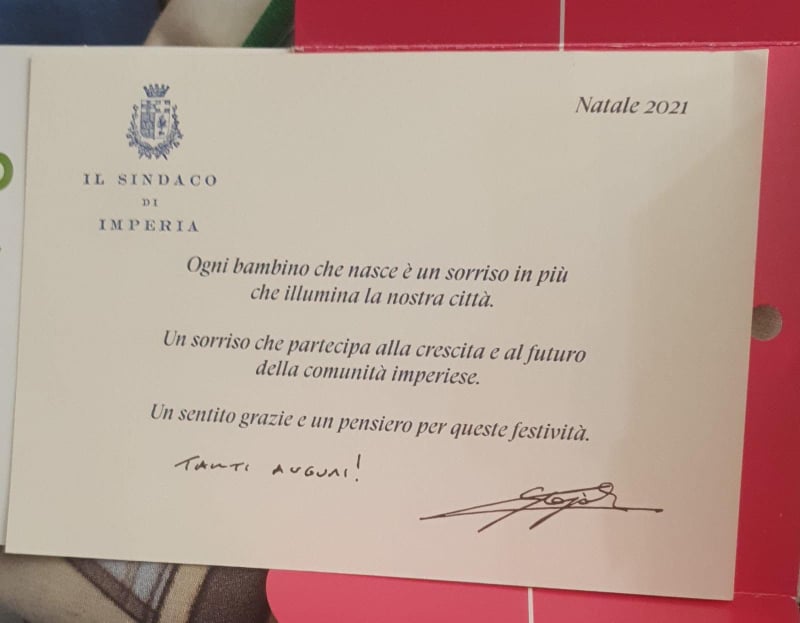 Natale 2021
IL SINDACO
DI
IMPERIA
Ogni bambino che nasce è un sorriso in più
che illumina la nostra città.
Un sorriso che partecipa alla crescita e al futuro
della comunità imperiese.
Un sentito grazie e un pensiero per queste festività.
TANTI AUGURI!